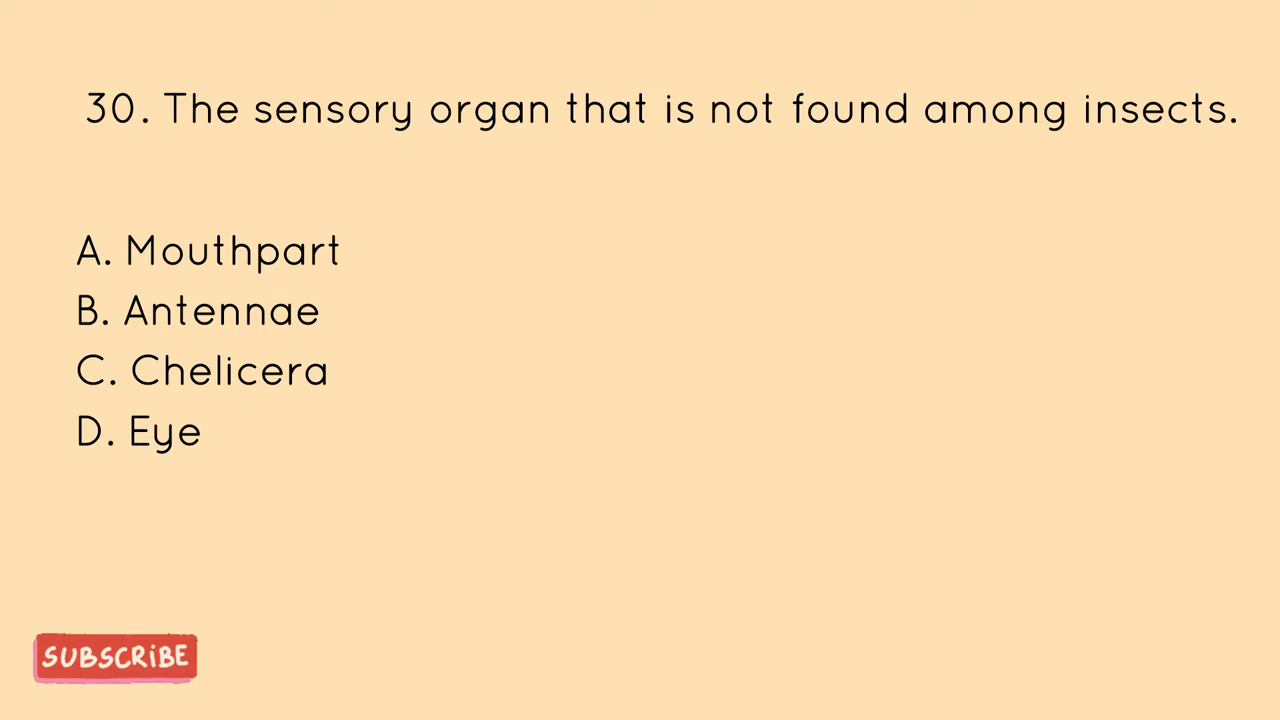 30. The sensory organ that is not found among insects.
A. Mouthpart
B. Antennae
C. Chelicera
D. Eye
SUBSCRiBE